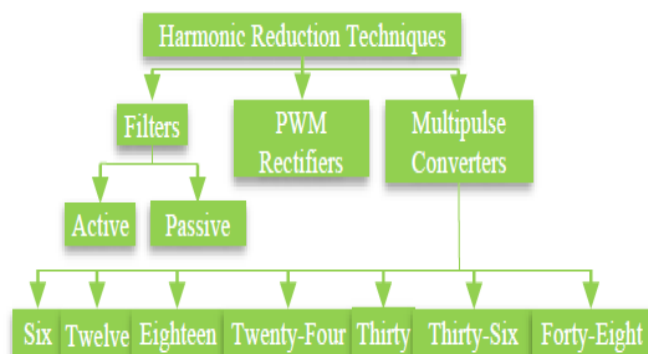 Harmonic Reduction Techniques
Filters
PWM
Rectifiers
Multipulse
Converters
Active
Passive
Six
Twelve
Eighteen
Twenty-Four
Thirty
Thirty-Six
Forty-Eight